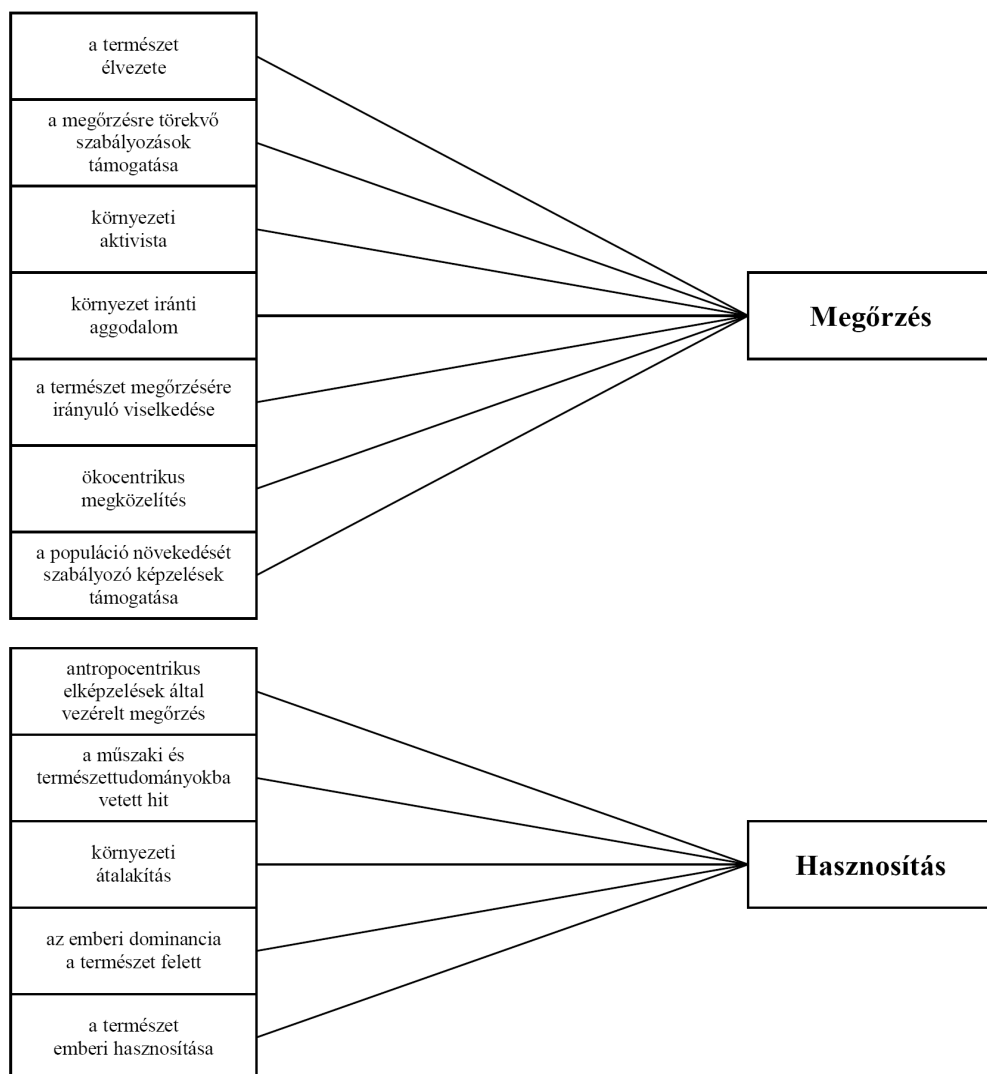 a természet
élvezete
a megőrzésre törekvő
szabályozások
támogatása
környezeti
aktivista
környezet iránti
aggodalom
a természet megőrzésére
irányuló viselkedése
ökocentrikus
megközelítés
a populáció növekedését
szabályozó képzelések
támogatása
Megőrzés
antropocentrikus
elképzelések által
vezérelt megőrzés
a műszaki és
természettudományokba
vetett hit
környezeti
átalakítás
az emberi dominancia
a természet felett
a természet
emberi hasznosítása
Hasznosítás